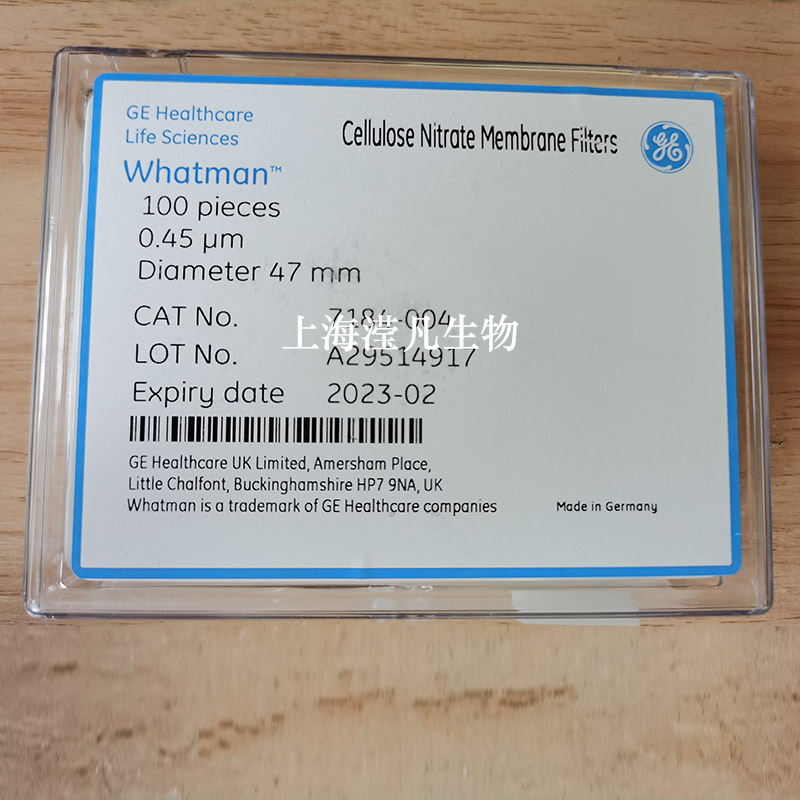 GE Healthcare
Life Sciences
Cellulose Nitrate Membrane Filters
GE
Whatman™
100 pieces
0.45 µm
Diameter 47 mm
CAT No. 7184-004
上海滢凡生物
LOT No. A29514917
Expiry date 2023-02
GE Healthcare UK Limited, Amersham Place,
Little Chalfont, Buckinghamshire HP7 9NA, UK
Whatman is a trademark of GE Healthcare companies
Made in Germany